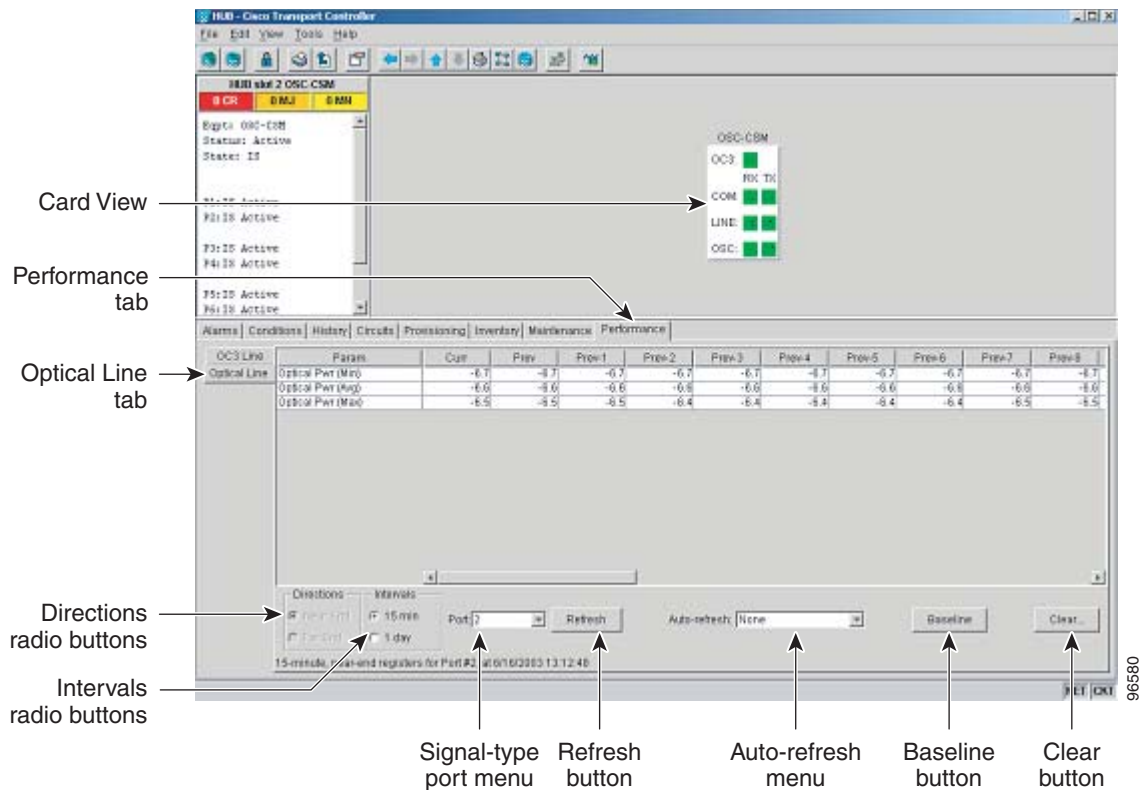 HUB - Cisco Transport Controller
File Edit View Tools Help
HUB slot 2 OSC-CSM
0 CR 0 MJ 0 MN
Eqpt: OSC-CSM
Status: Active
State: IS
P1:IS Active
P2:IS Active
P3:IS Active
P4:IS Active
P5:IS Active
P6:IS Active
OSC-CSM
OC3:
RX TX
COM:
LINE:
OSC:
Card View
Performance
tab
Optical Line
tab
Alarms Conditions History Circuits Provisioning Inventory Maintenance Performance
OC3 Line
Optical Line
Param Curr Prev Prev-1 Prev-2 Prev-3 Prev-4 Prev-5 Prev-6 Prev-7 Prev-8
Optical Pwr (Min) -6.7 -6.7 -6.7 -6.7 -6.7 -6.7 -6.7 -6.7 -6.7 -6.7
Optical Pwr (Avg) -6.6 -6.6 -6.6 -6.6 -6.6 -6.6 -6.6 -6.6 -6.6 -6.6
Optical Pwr (Max) -6.5 -6.5 -6.5 -6.4 -6.4 -6.4 -6.4 -6.4 -6.5 -6.5
Directions Intervals
Near End 15 min Port: 2 Refresh Auto-refresh: None Baseline Clear...
Far End 1 day
15-minute, near-end registers for Port #2 at 6/16/2003 13:12:48
NET CKT
Directions
radio buttons
Intervals
radio buttons
Signal-type
port menu
Refresh
button
Auto-refresh
menu
Baseline
button
Clear
button
96580